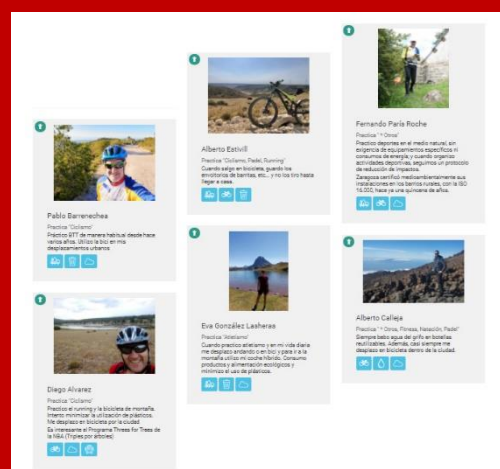 Pablo Barrenechea
Practica "Ciclismo"
Práctico BTT de manera habitual desde hace
varios años. Utilizo la bici en mis
desplazamientos urbanos
Diego Alvarez
Practica "Ciclismo"
Practico el running y la bicicleta de montaña.
Intento minimizar la utilización de plásticos.
Me desplazo en bicicleta por la ciudad
Es interesante el Programa Threes for Trees de
la NBA (Triples por árboles)
Alberto Estivill
Practica "Ciclismo, Padel, Running"
Cuando salgo en bicicleta, guardo los
envoltorios de barritas, etc... y no los tiro hasta
llegar a casa.
Eva González Lasheras
Practica "Atletismo"
Cuando practico atletismo y en mi vida diaria
me desplazo andando o en bici y para ir a la
montaña utilizo mi coche híbrido. Consumo
productos y alimentación ecológicos y
minimizo el uso de plásticos.
Fernando París Roche
Practica " + Otros"
Practico deportes en el medio natural, sin
exigencia de equipamientos específicos ni
consumos de energía, y cuando organizo
actividades deportivas, seguimos un protocolo
de reducción de impactos.
Zaragoza certificó medioambientalmente sus
instalaciones en los barrios rurales, con la ISO
16.000, hace ya una quincena de años.
Alberto Calleja
Practica " + Otros, Fitness, Natación, Padel"
Siempre bebo agua del grifo en botellas
reutilizables. Además, casi siempre me
desplazo en bicicleta dentro de la ciudad.